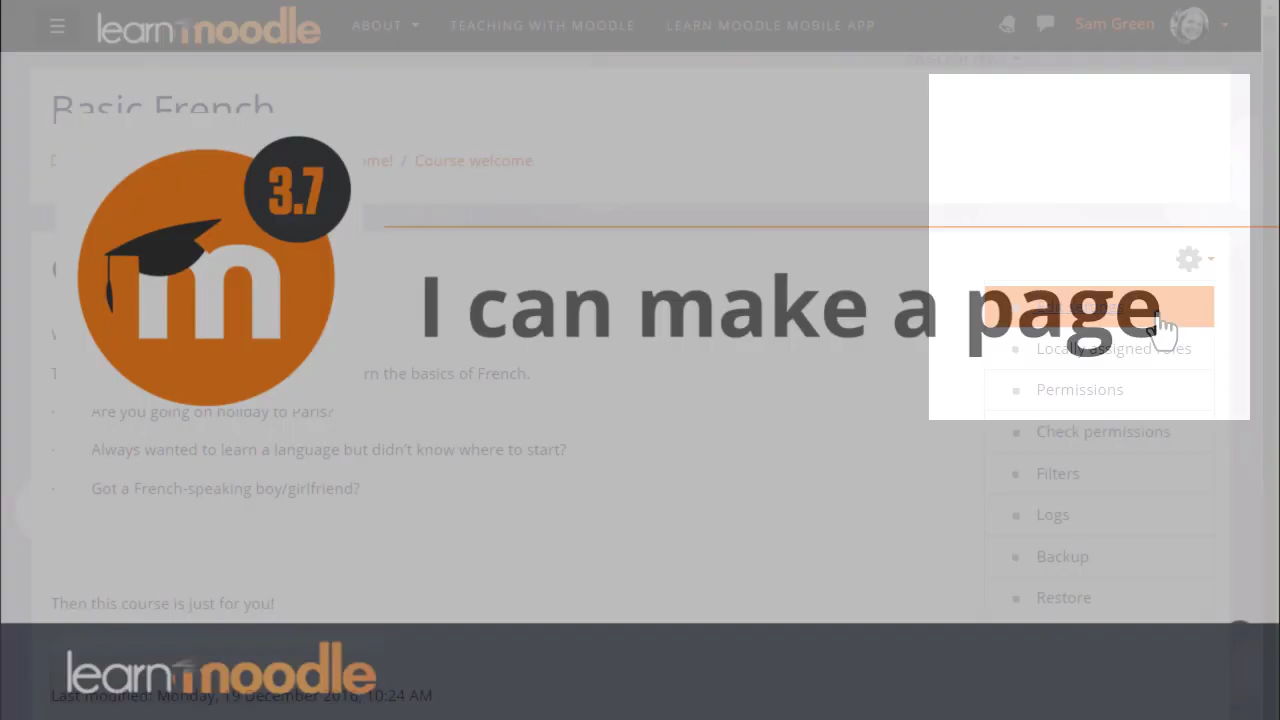 learn moodle
ABOUT
TEACHING WITH MOODLE
LEARN MOODLE MOBILE APP
Sam Green
Basic French
ome! / Course welcome
3.7
m
I can make a page
Edit settings
Locally assigned roles
Permissions
Check permissions
Filters
Logs
Backup
Restore
rn the basics of French.
· Are you going on holiday to Paris?
· Always wanted to learn a language but didn't know where to start?
· Got a French-speaking boy/girlfriend?
Then this course is just for you!
learn moodle
Last modified: Monday, 19 December 2016, 10:24 AM